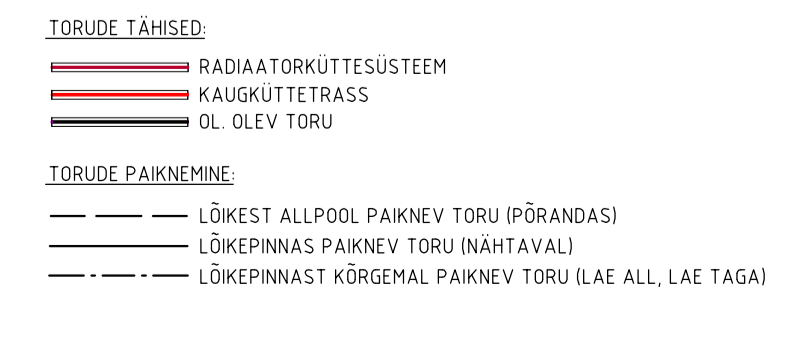 TORUDE TÄHISED:
RADIAATORKÜTTESÜSTEEM
KAUGKÜTTETRASS
OL. OLEV TORU
TORUDE PAIKNEMINE:
LÕIKEST ALLPOOL PAIKNEV TORU (PÕRANDAS)
LÕIKEPINNAS PAIKNEV TORU (NÄHTAVAL)
LÕIKEPINNAST KÕRGEMAL PAIKNEV TORU (LAE ALL, LAE TAGA)